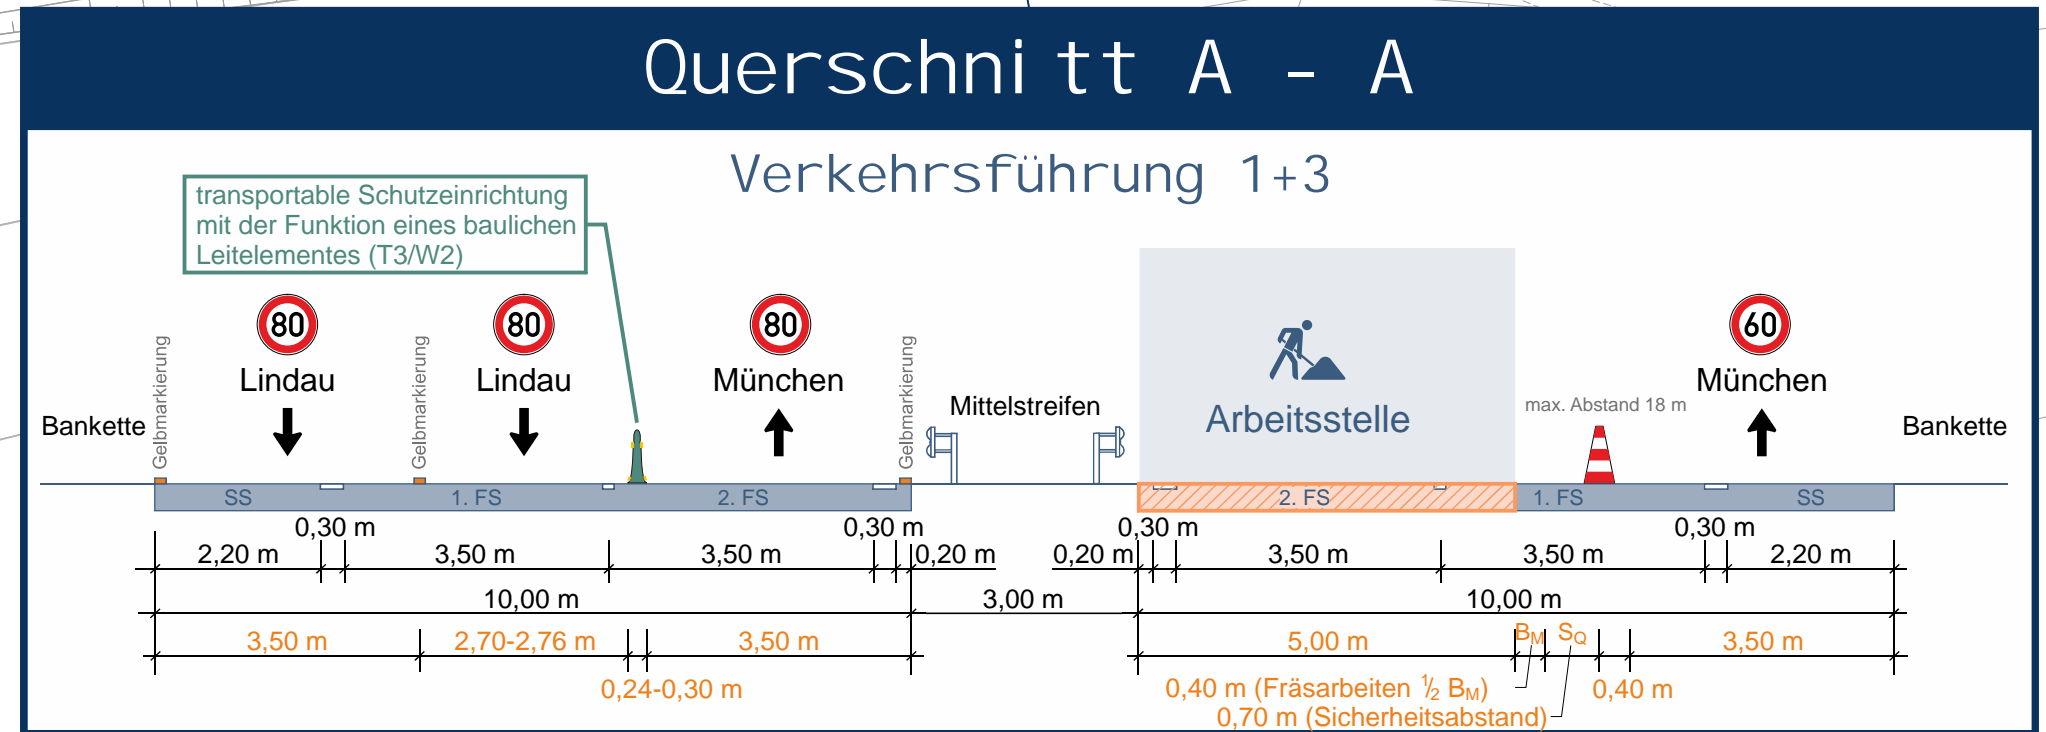 Querschnitt A - A
Verkehrsführung 1+3
transportable Schutzeinrichtung
mit der Funktion eines baulichen
Leitelementes (T3/W2)
80
80
80
60
Lindau
Lindau
München
München
Gelbmarkierung
Gelbmarkierung
Gelbmarkierung
Bankette
Mittelstreifen
Arbeitsstelle
max. Abstand 18 m
Bankette
SS
1. FS
2. FS
2. FS
1. FS
SS
0,30 m
0,30 m
0,30 m
0,30 m
2,20 m
3,50 m
3,50 m
0,20 m
0,20 m
3,50 m
3,50 m
2,20 m
10,00 m
3,00 m
10,00 m
3,50 m
2,70-2,76 m
3,50 m
5,00 m
BM
SQ
3,50 m
0,24-0,30 m
0,40 m (Fräsarbeiten ½ BM)
0,40 m
0,70 m (Sicherheitsabstand)